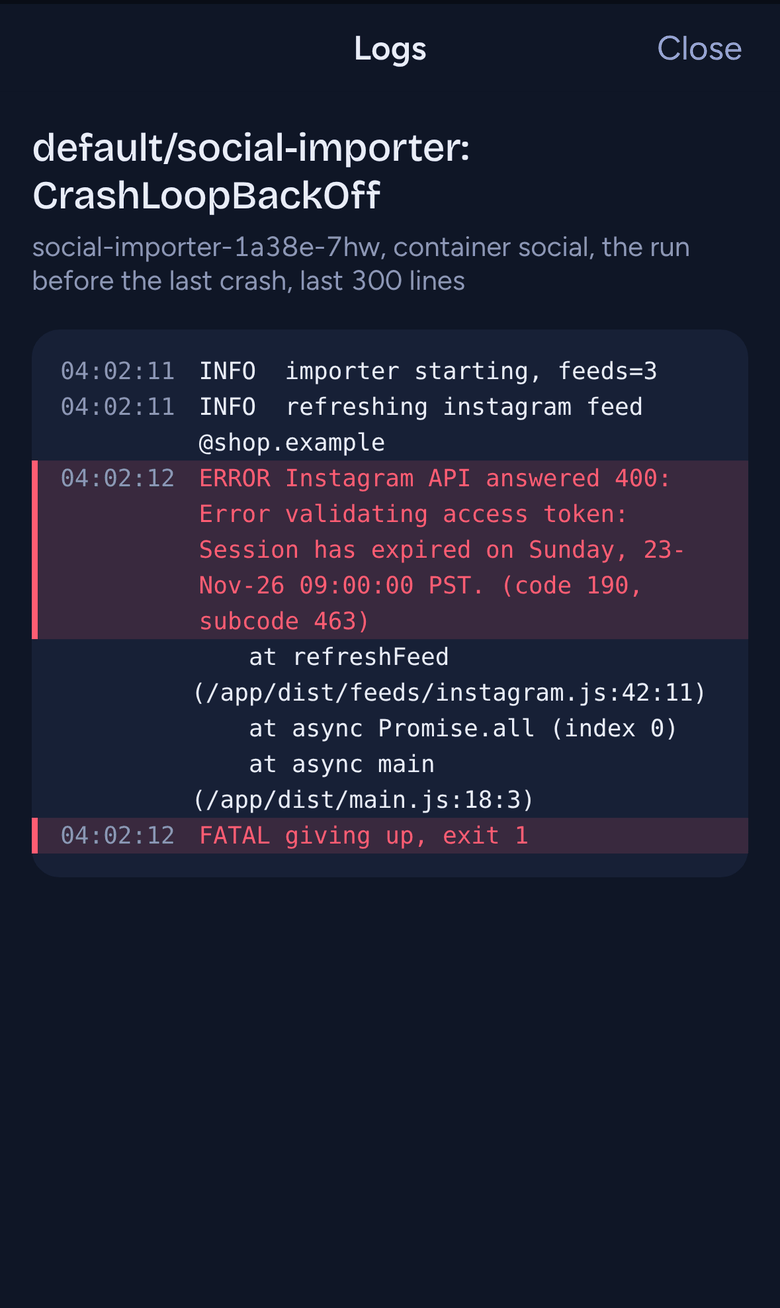 Logs
Close
default/social-importer:
CrashLoopBackOff
social-importer-1a38e-7hw, container social, the run
before the last crash, last 300 lines
04:02:11 INFO  importer starting, feeds=3
04:02:11 INFO  refreshing instagram feed
@shop.example
04:02:12 ERROR Instagram API answered 400:
Error validating access token:
Session has expired on Sunday, 23-
Nov-26 09:00:00 PST. (code 190,
subcode 463)
    at refreshFeed
(/app/dist/feeds/instagram.js:42:11)
    at async Promise.all (index 0)
    at async main
(/app/dist/main.js:18:3)
04:02:12 FATAL giving up, exit 1